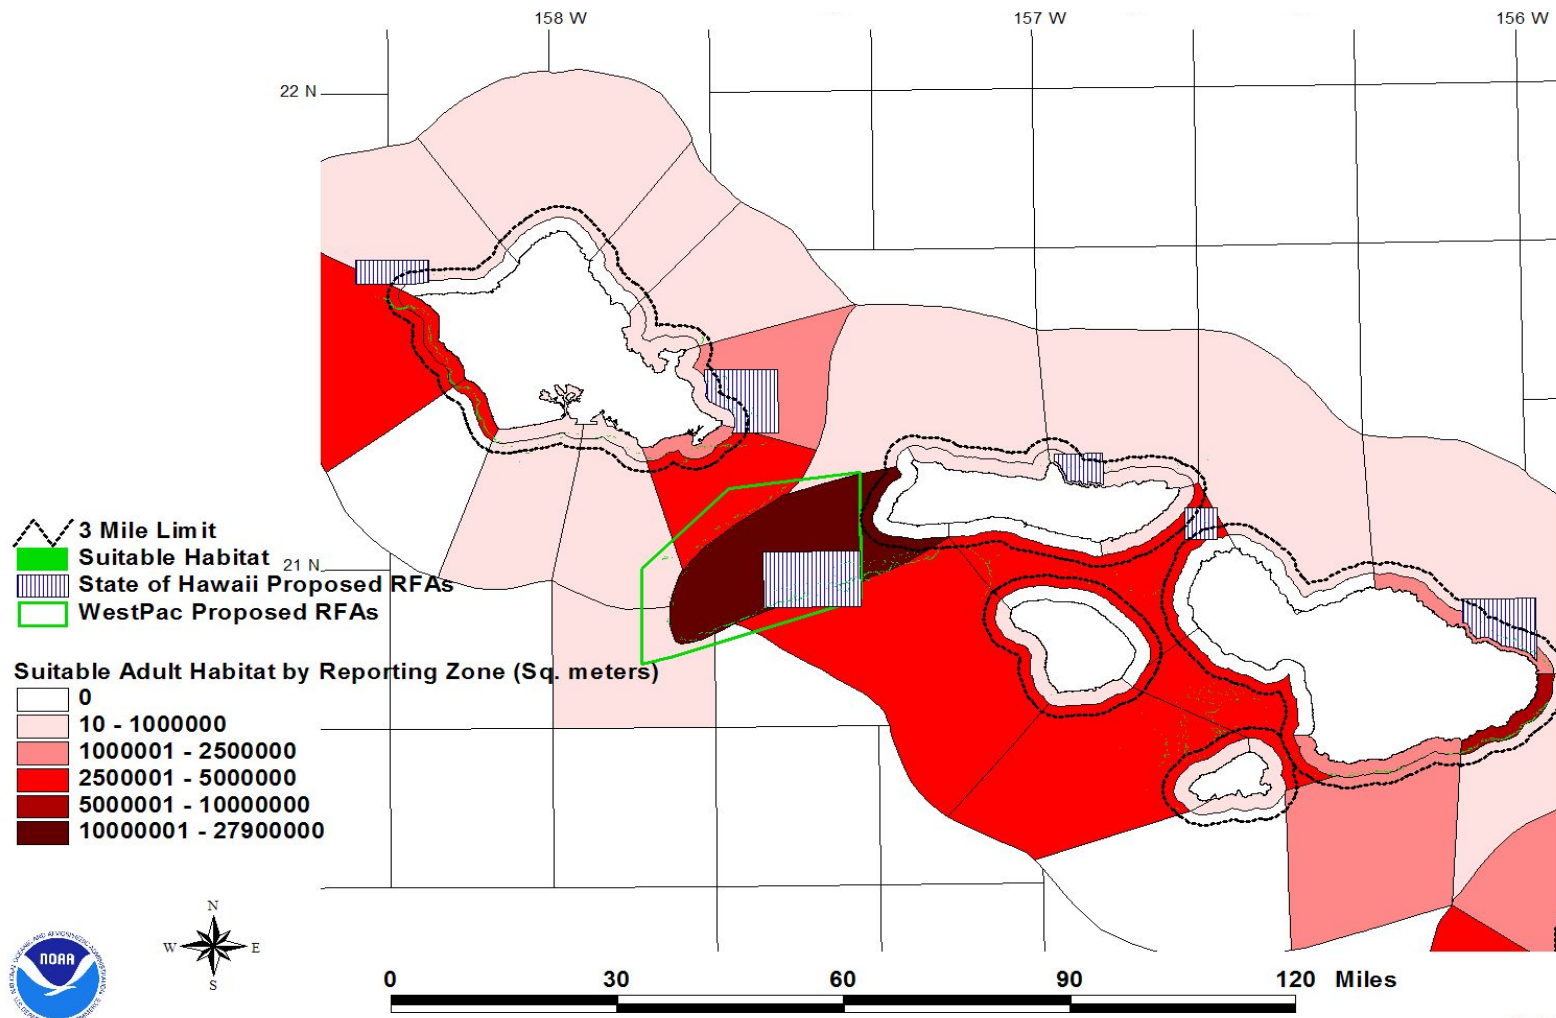 158 W
157 W
156 W
22 N
21 N
3 Mile Limit
Suitable Habitat
State of Hawaii Proposed RFAs
WestPac Proposed RFAs
Suitable Adult Habitat by Reporting Zone (Sq. meters)
0
10 - 1000000
1000001 - 2500000
2500001 - 5000000
5000001 - 10000000
10000001 - 27900000
N
W E
S
NOAA
0 30 60 90 120 Miles